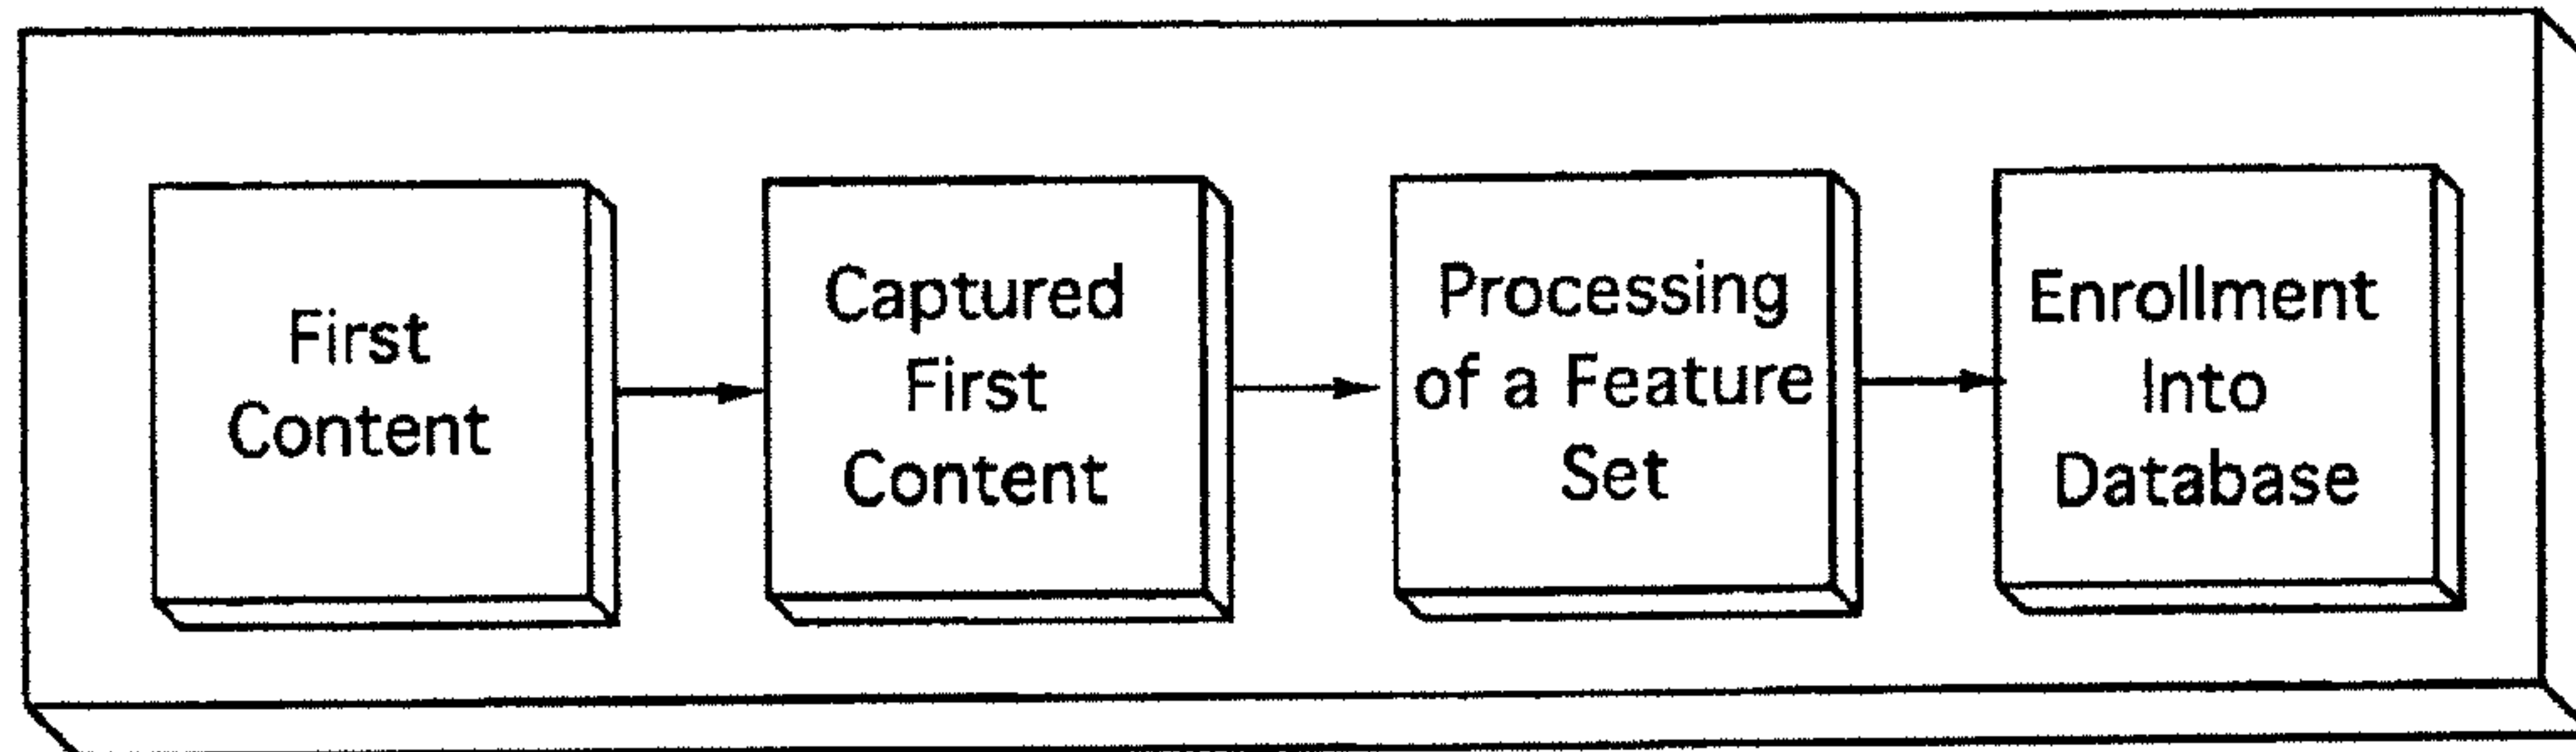 First
Content
Captured
First
Content
Processing
of a Feature
Set
Enrollment
Into
Database